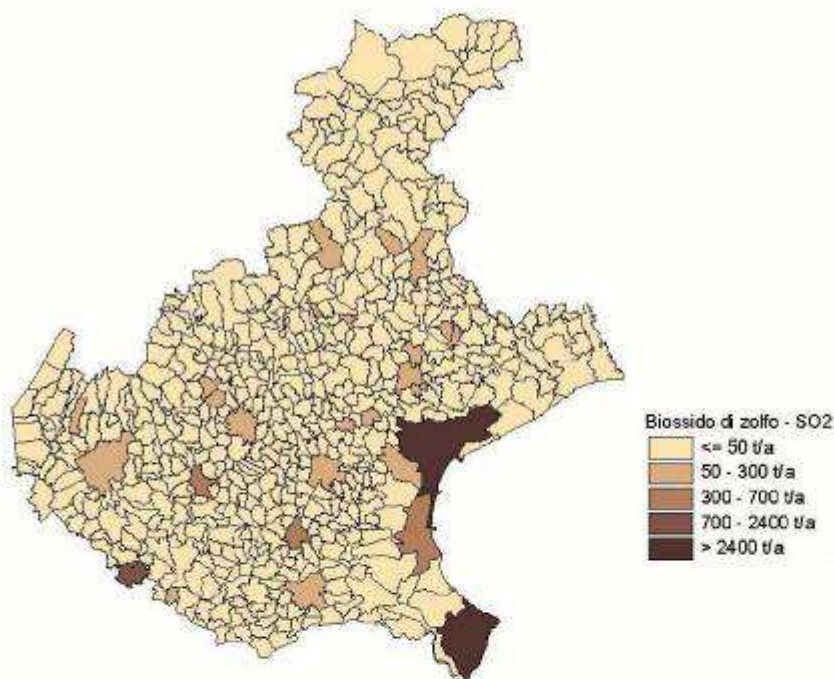 Biossido di zolfo - SO2
<= 50 t/a
50 - 300 t/a
300 - 700 t/a
700 - 2400 t/a
> 2400 t/a